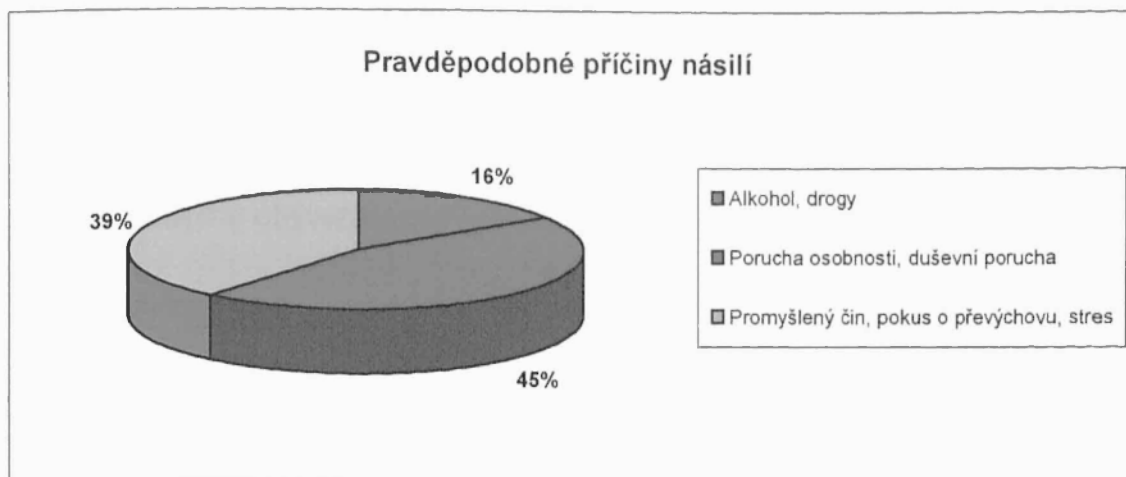 Pravděpodobné příčiny násilí
16%
39%
45%
Alkohol, drogy
Porucha osobnosti, duševní porucha
Promyšlený čin, pokus o převýchovu, stres